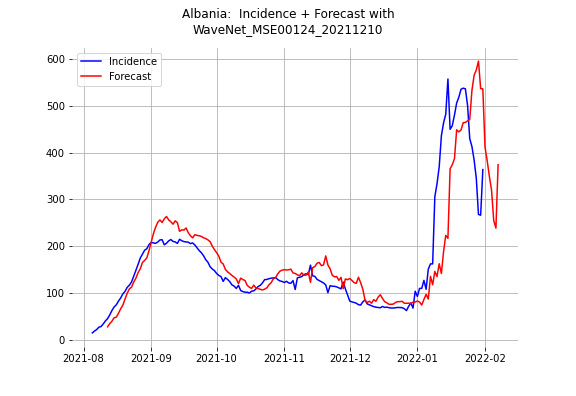 Albania:  Incidence + Forecast with
WaveNet_MSE00124_20211210
Incidence
Forecast
600
500
400
300
200
100
0
2021-08 2021-09 2021-10 2021-11 2021-12 2022-01 2022-02